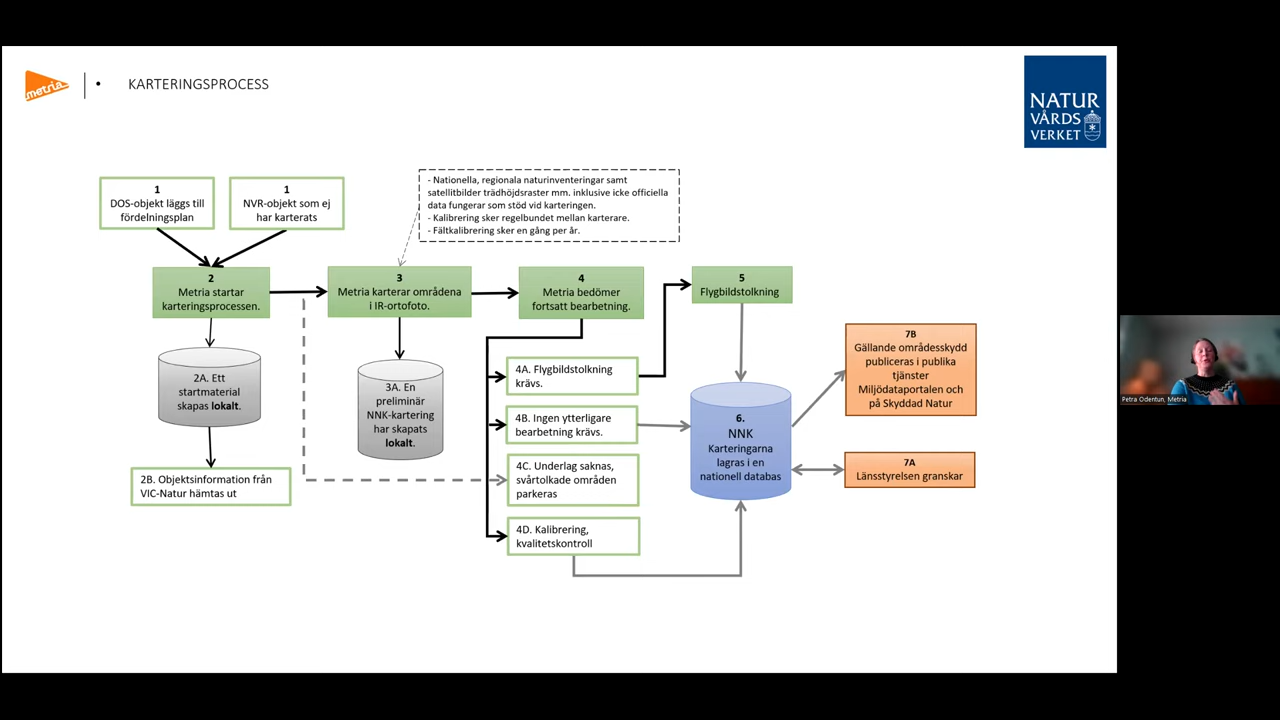 metria
KARTERINGSPROCESS
NATUR
VÅRDS
VERKET
- Nationella, regionala naturinventeringar samt
satellitbilder trädhöjdsraster mm. inklusive icke officiella
data fungerar som stöd vid karteringen.
- Kalibrering sker regelbundet mellan karterare.
- Fältkalibrering sker en gång per år.
1
DOS-objekt läggs till
fördelningsplan
1
NVR-objekt som ej
har karterats
2
Metria startar
karteringsprocessen.
3
Metria karterar områdena
i IR-ortofoto.
4
Metria bedömer
fortsatt bearbetning.
5
Flygbildstolkning
2A. Ett
startmaterial
skapas lokalt.
2B. Objektsinformation från
VIC-Natur hämtas ut
3A. En
preliminär
NNK-kartering
har skapats
lokalt.
4A. Flygbildstolkning
krävs.
4B. Ingen ytterligare
bearbetning krävs.
4C. Underlag saknas,
svårtolkade områden
parkeras
4D. Kalibrering,
kvalitetskontroll
6.
NNK
Karteringarna
lagras i en
nationell databas
7B
Gällande områdesskydd
publiceras i publika
tjänster
Miljödataportalen och
på Skyddad Natur
7A
Länsstyrelsen granskar
Petra Odentun, Metria